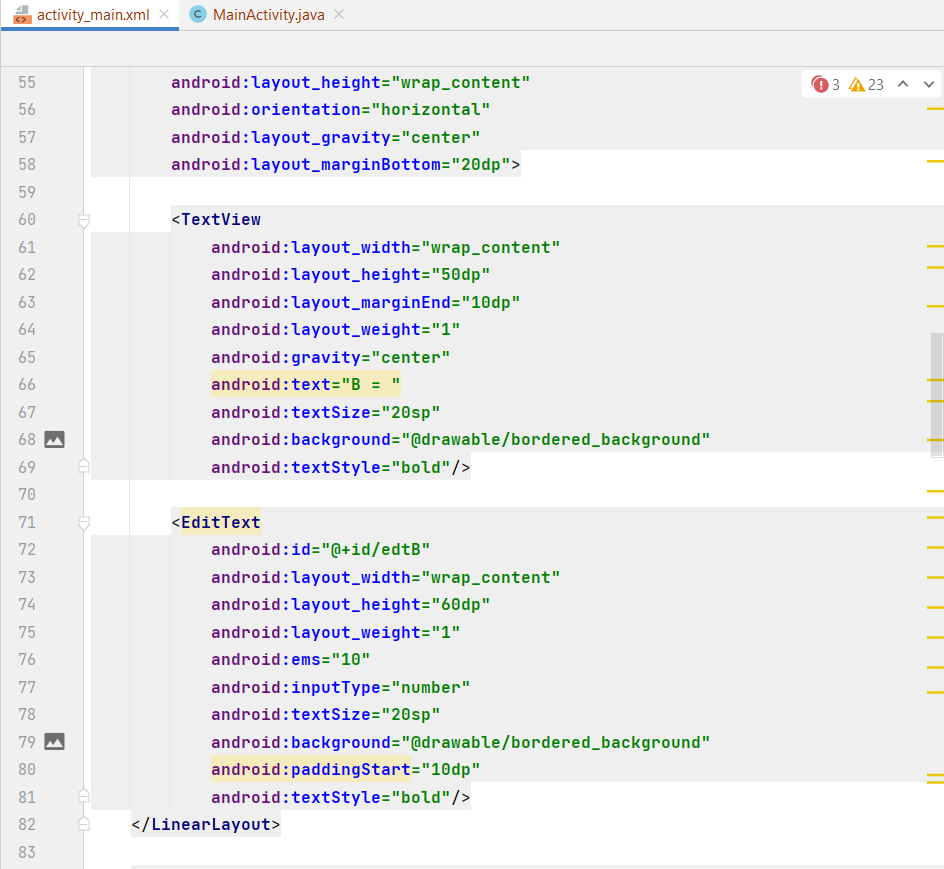 activity_main.xml × C MainActivity.java ×
3 23
55 android:layout_height="wrap_content"
56 android:orientation="horizontal"
57 android:layout_gravity="center"
58 android:layout_marginBottom="20dp">
59
60 <TextView
61 android:layout_width="wrap_content"
62 android:layout_height="50dp"
63 android:layout_marginEnd="10dp"
64 android:layout_weight="1"
65 android:gravity="center"
66 android:text="B = "
67 android:textSize="20sp"
68 android:background="@drawable/bordered_background"
69 android:textStyle="bold"/>
70
71 <EditText
72 android:id="@+id/edtB"
73 android:layout_width="wrap_content"
74 android:layout_height="60dp"
75 android:layout_weight="1"
76 android:ems="10"
77 android:inputType="number"
78 android:textSize="20sp"
79 android:background="@drawable/bordered_background"
80 android:paddingStart="10dp"
81 android:textStyle="bold"/>
82 </LinearLayout>
83